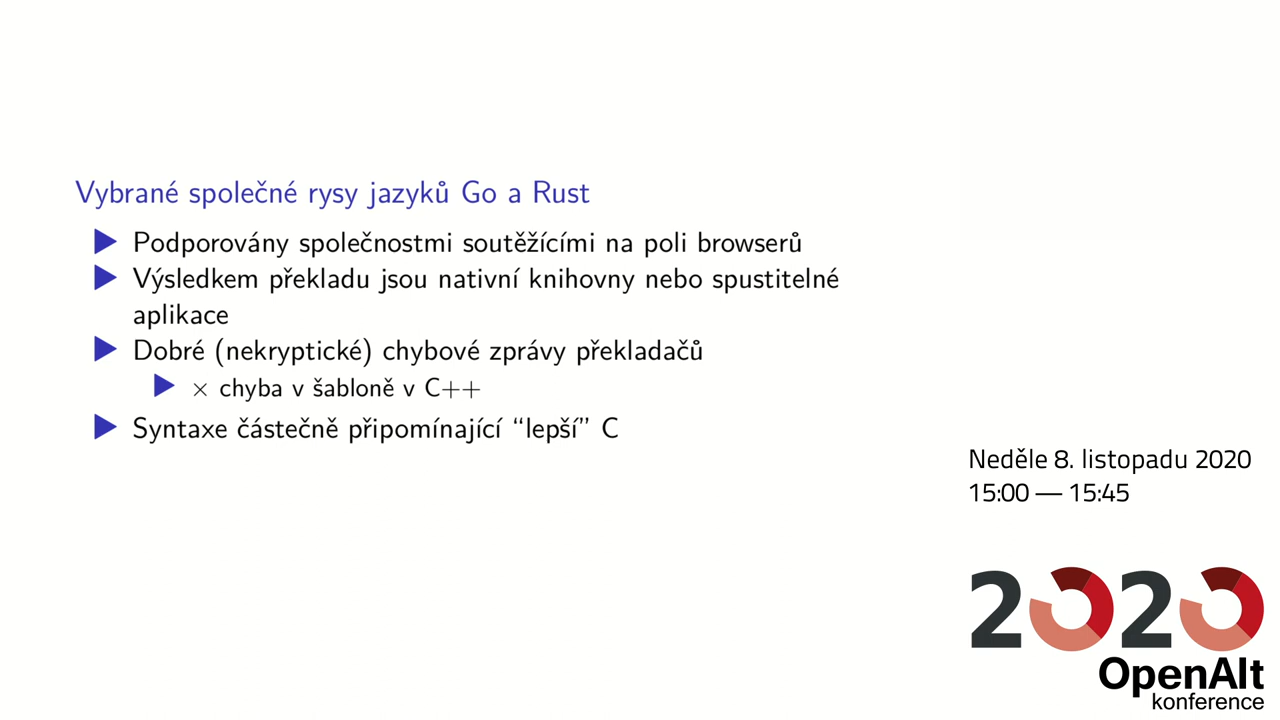 Vybrané společné rysy jazyků Go a Rust
Podporovány společnostmi soutěžícími na poli browserů
Výsledkem překladu jsou nativní knihovny nebo spustitelné
aplikace
Dobré (nekryptické) chybové zprávy překladačů
× chyba v šabloně v C++
Syntaxe částečně připomínající “lepší” C
Neděle 8. listopadu 2020
15:00 — 15:45
2020
OpenAlt
konference